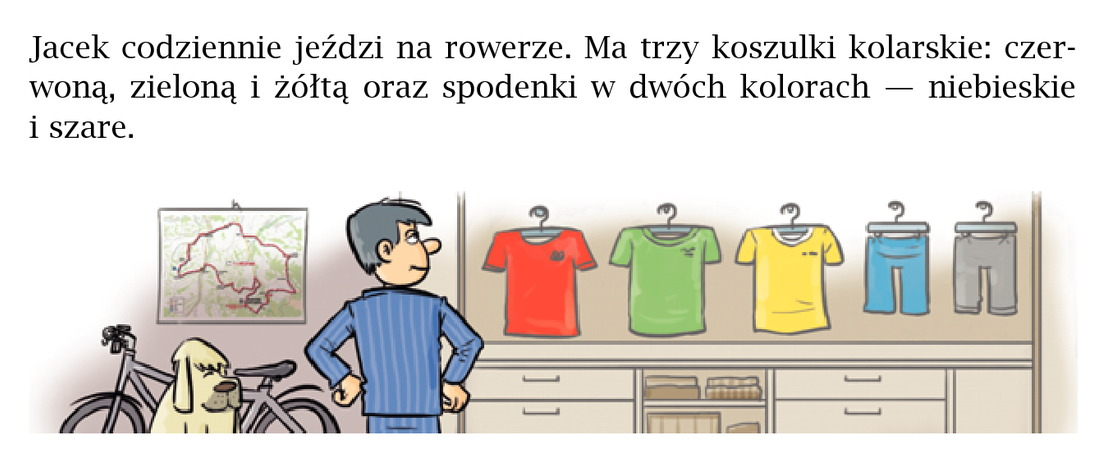 Jacek codziennie jeździ na rowerze. Ma trzy koszulki kolarskie: czer-
woną, zieloną i żółtą oraz spodenki w dwóch kolorach — niebieskie
i szare.